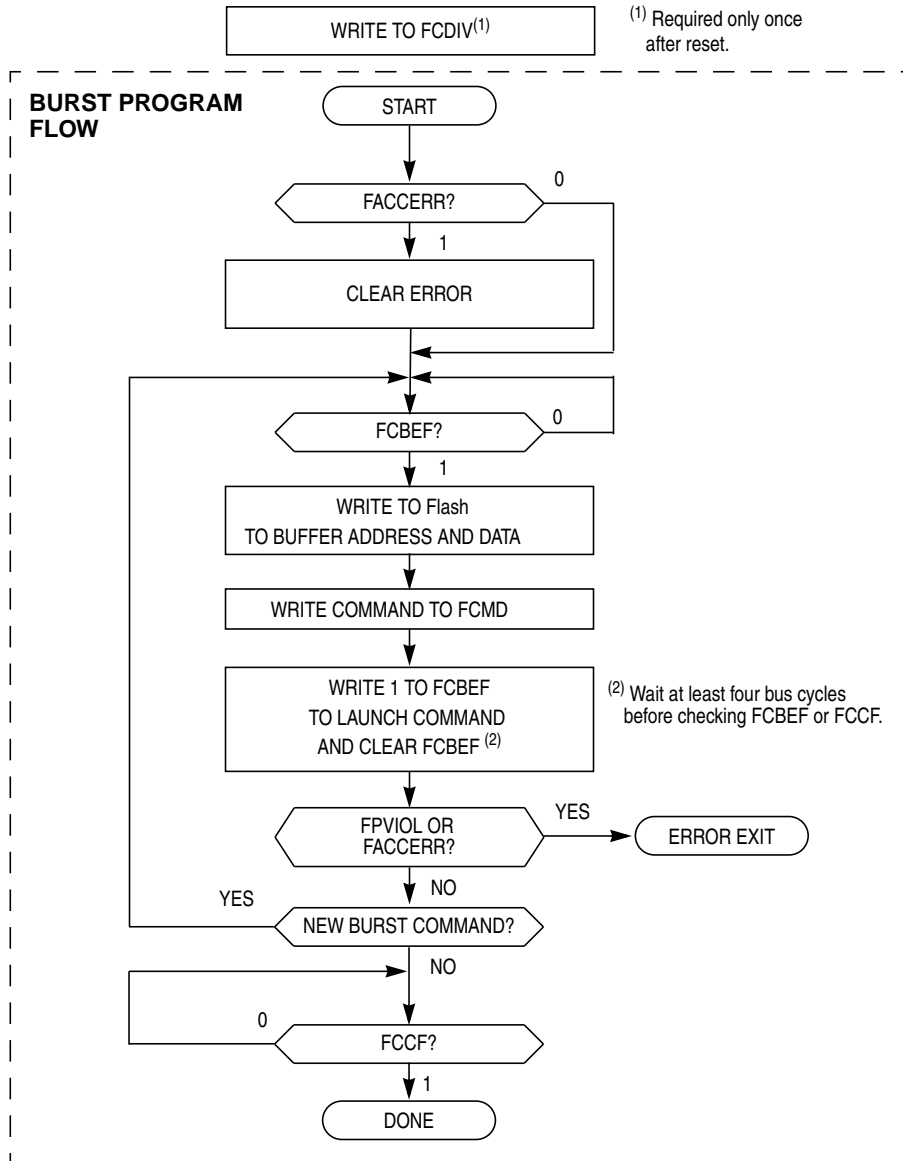 WRITE TO FCDIV(1)
(1) Required only once
after reset.
BURST PROGRAM
FLOW
START
FACCERR?
0
1
CLEAR ERROR
FCBEF?
0
1
WRITE TO Flash
TO BUFFER ADDRESS AND DATA
WRITE COMMAND TO FCMD
WRITE 1 TO FCBEF
TO LAUNCH COMMAND
AND CLEAR FCBEF (2)
(2) Wait at least four bus cycles
before checking FCBEF or FCCF.
FPVIOL OR
FACCERR?
YES
ERROR EXIT
NO
YES
NEW BURST COMMAND?
NO
0
FCCF?
1
DONE